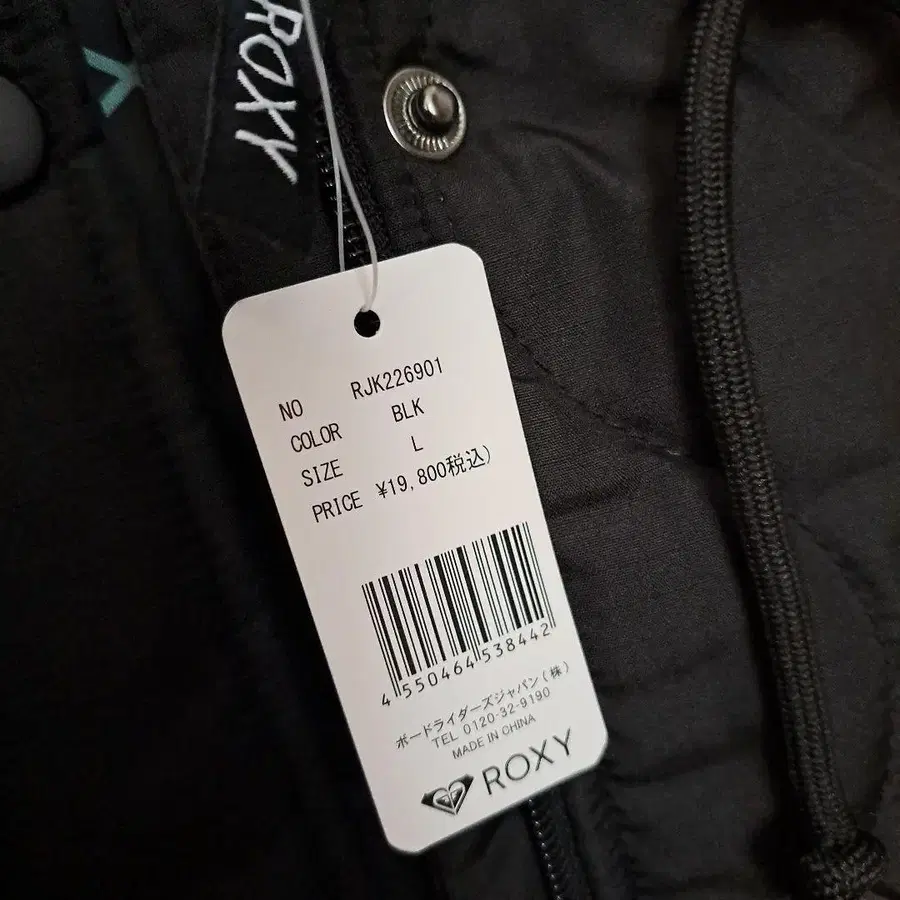 ROXY
NO RJK226901
COLOR BLK
SIZE L
PRICE ¥19,800税込)
4 550464 538442
ボードライダーズジャパン(株)
TEL 0120-32-9190
MADE IN CHINA
ROXY